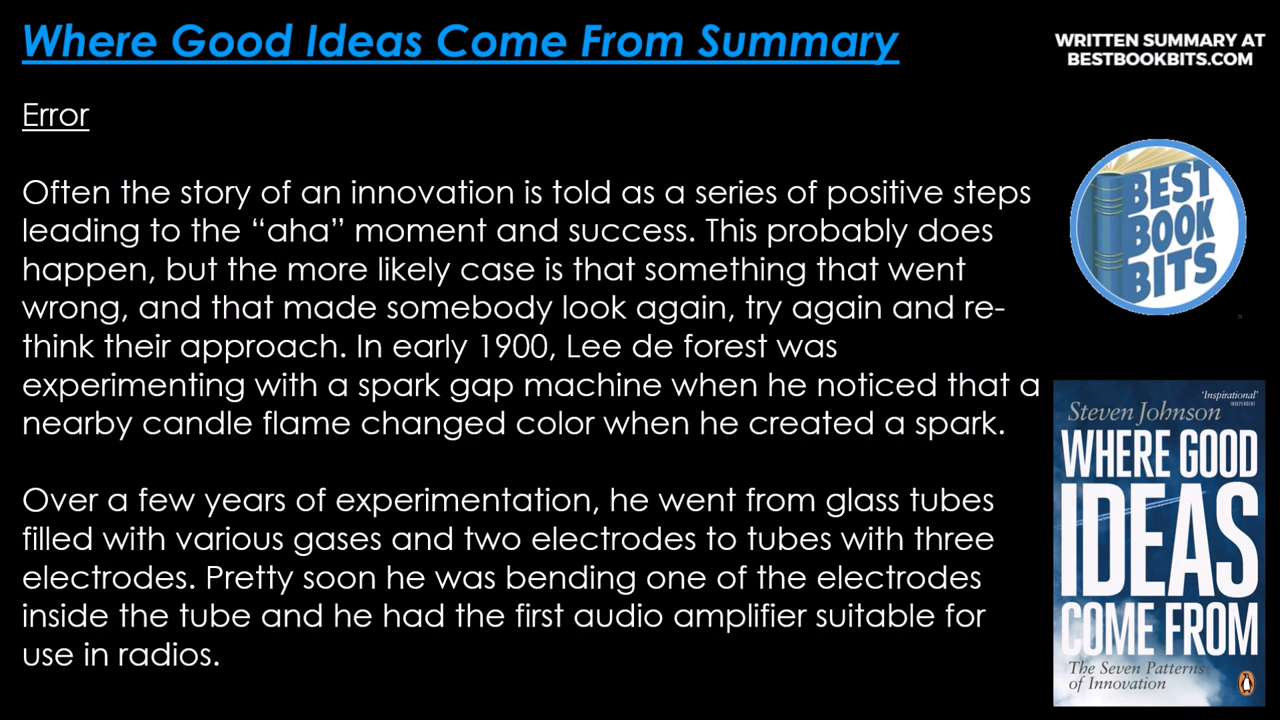 Where Good Ideas Come From Summary
WRITTEN SUMMARY AT
BESTBOOKBITS.COM
Error
Often the story of an innovation is told as a series of positive steps
leading to the “aha” moment and success. This probably does
happen, but the more likely case is that something that went
wrong, and that made somebody look again, try again and re-
think their approach. In early 1900, Lee de forest was
experimenting with a spark gap machine when he noticed that a
nearby candle flame changed color when he created a spark.
Over a few years of experimentation, he went from glass tubes
filled with various gases and two electrodes to tubes with three
electrodes. Pretty soon he was bending one of the electrodes
inside the tube and he had the first audio amplifier suitable for
use in radios.
BEST
BOOK
BITS
'Inspirational'
INDEPENDENT
Steven Johnson
WHERE GOOD
IDEAS
COME FROM
The Seven Patterns
of Innovation